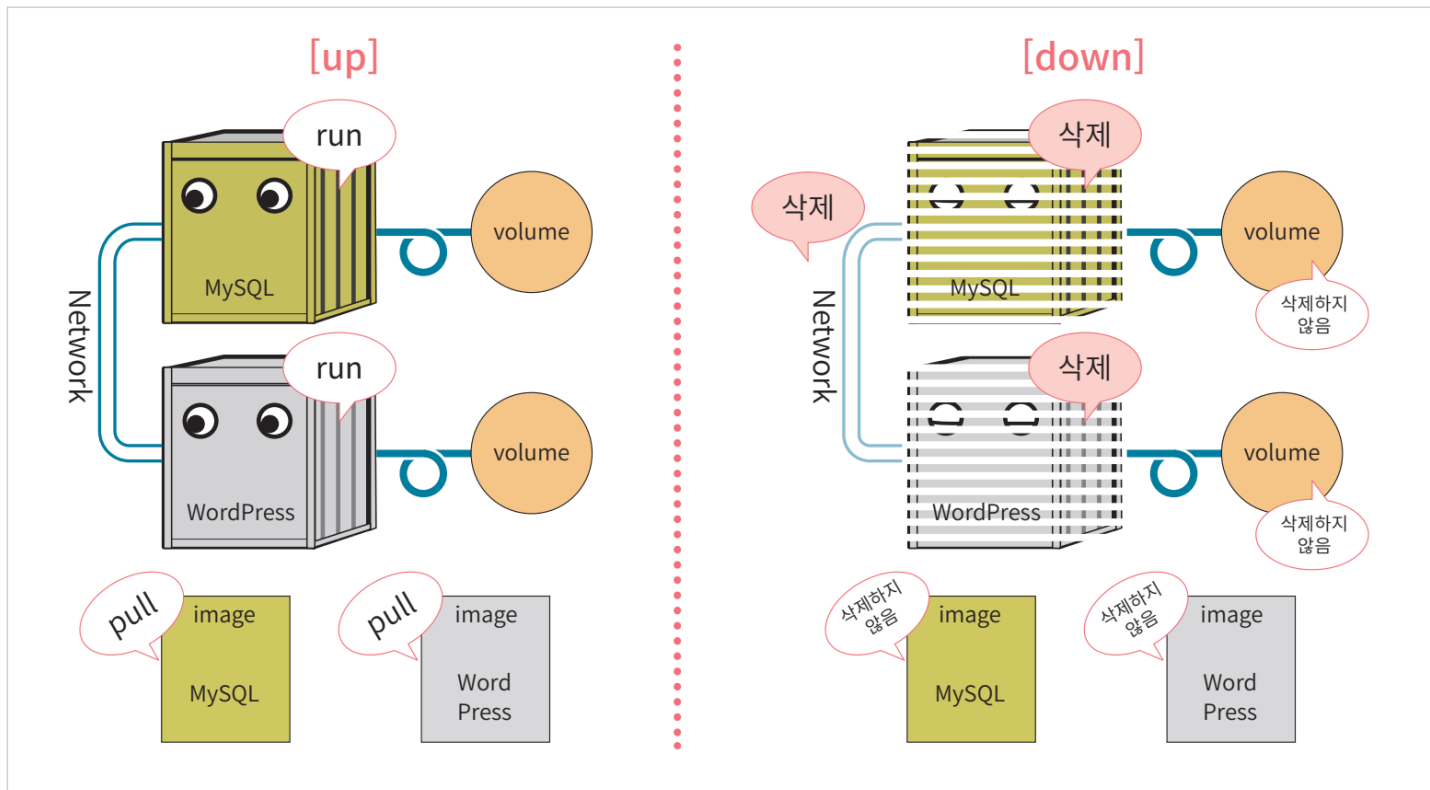 [up]
run
MySQL
volume
Network
run
WordPress
volume
pull
image
MySQL
pull
image
Word
Press
[down]
삭제
삭제
MySQL
volume
삭제하지
않음
Network
삭제
WordPress
volume
삭제하지
않음
삭제하지
않음
image
MySQL
삭제하지
않음
image
Word
Press